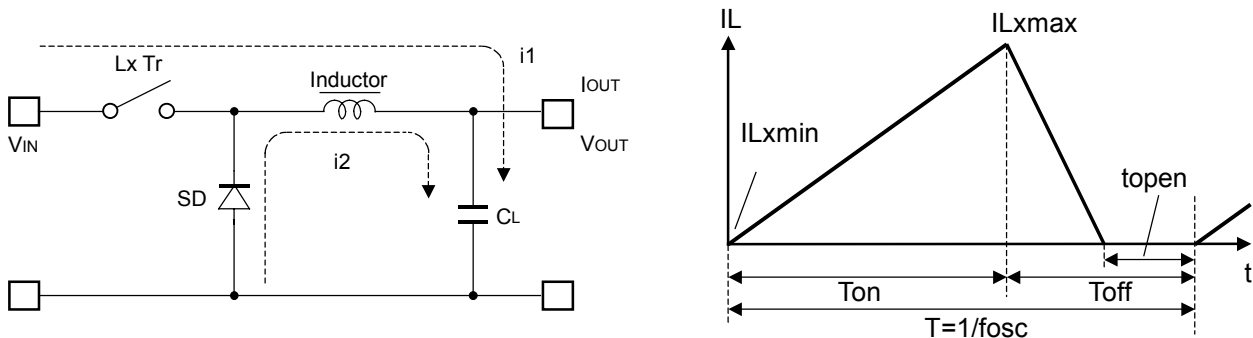 i1
Lx Tr
Inductor
IOUT
VIN
VOUT
i2
SD
CL
IL
ILxmax
ILxmin
topen
t
Ton
Toff
T=1/fosc